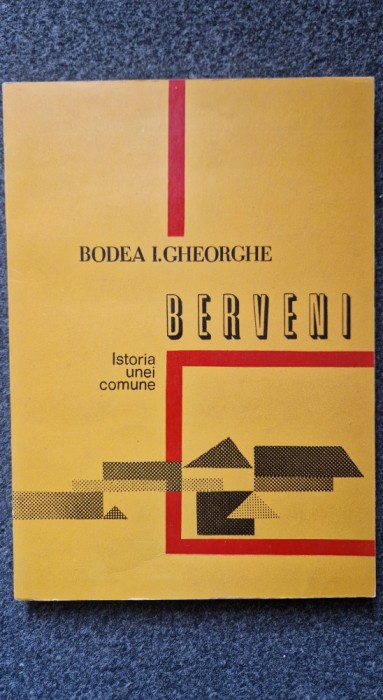 BODEA I.GHEORGHE
BERVENI
Istoria
unei
comune